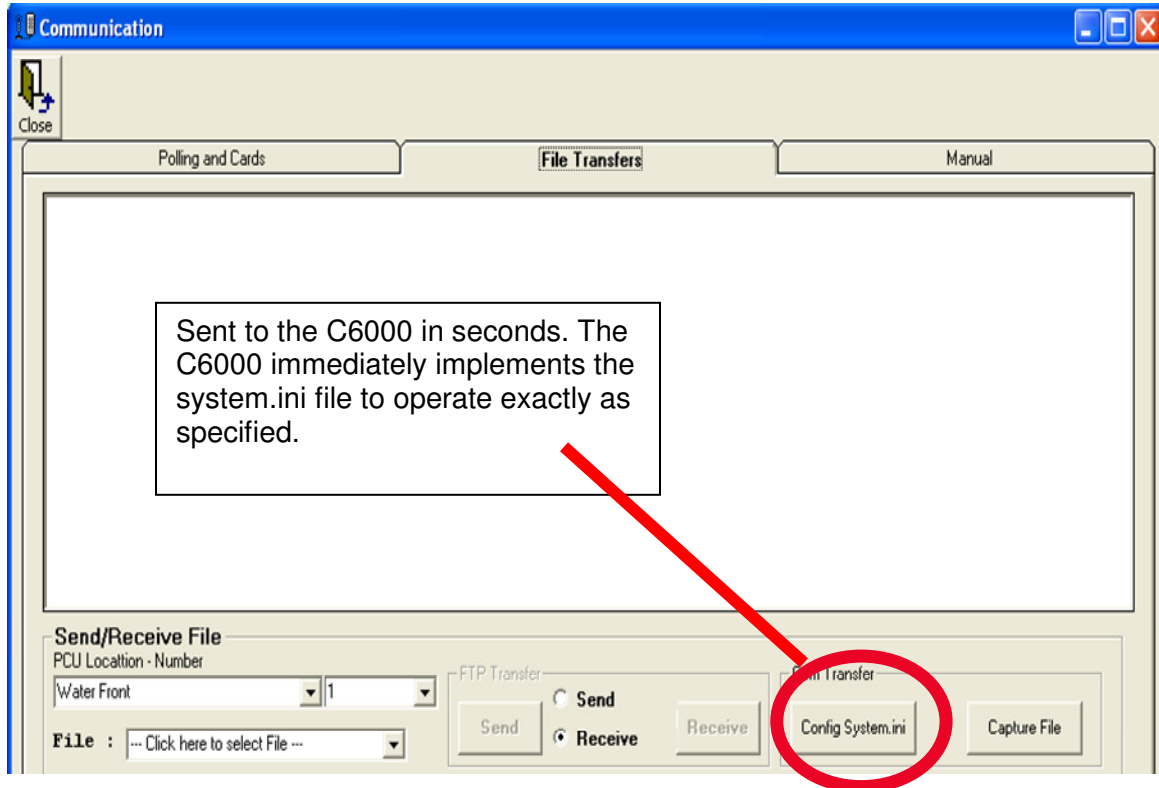 Communication
Close
Polling and Cards
File Transfers
Manual
Sent to the C6000 in seconds. The
C6000 immediately implements the
system.ini file to operate exactly as
specified.
Send/Receive File
PCU Locattion - Number
Water Front
1
File : --- Click here to select File ---
FTP Transfer
Send
Send
Receive
Receive
Transfer
Config System.ini
Capture File